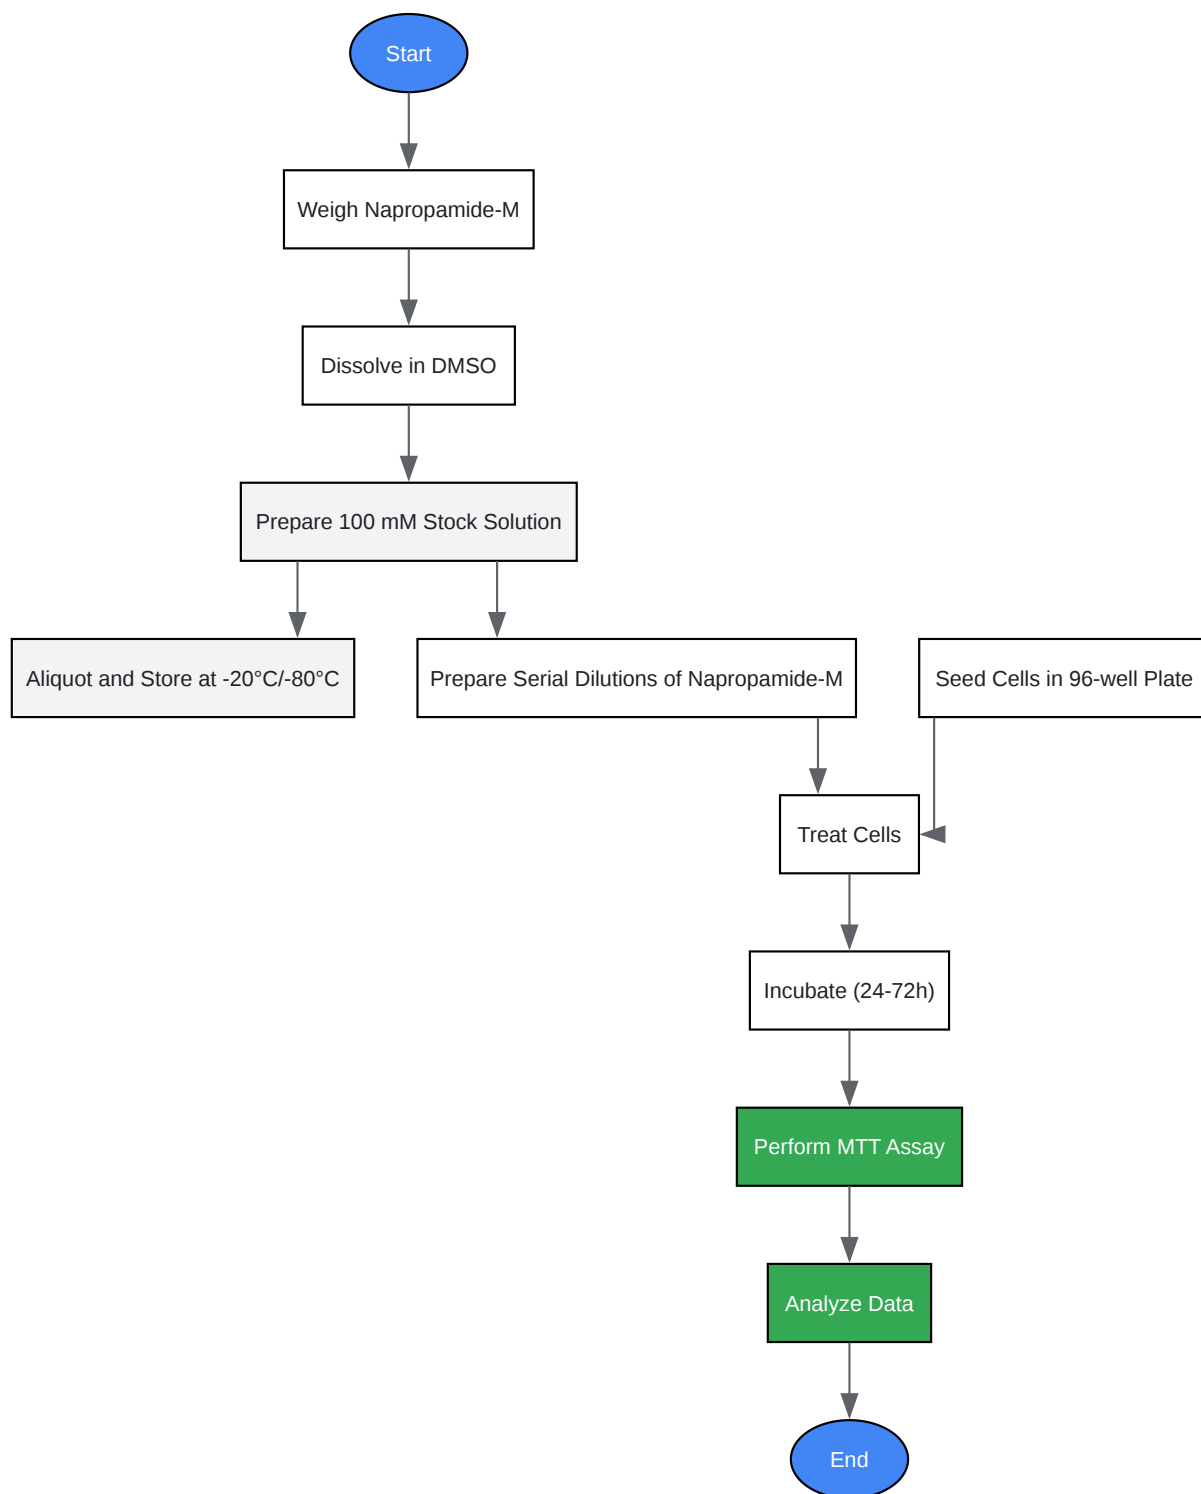 Start
Weigh Napropamide-M
Dissolve in DMSO
Prepare 100 mM Stock Solution
Aliquot and Store at -20°C/-80°C
Prepare Serial Dilutions of Napropamide-M
Seed Cells in 96-well Plate
Treat Cells
Incubate (24-72h)
Perform MTT Assay
Analyze Data
End